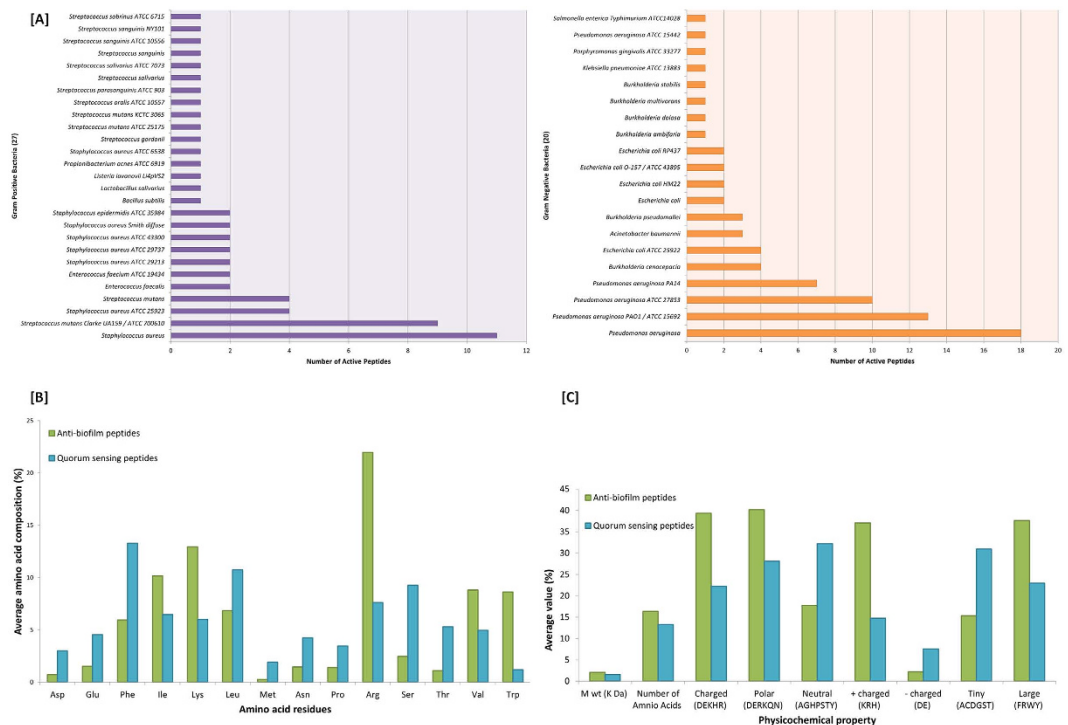 [A]
Gram Positive Bacteria (27)
Streptococcus sobrinus ATCC 6715
Streptococcus sanguinis NY101
Streptococcus sanguinis ATCC 10556
Streptococcus sanguinis
Streptococcus salivarius ATCC 7073
Streptococcus salivarius
Streptococcus parasanguinis ATCC 903
Streptococcus oralis ATCC 10557
Streptococcus mutans KCTC 3065
Streptococcus mutans ATCC 25175
Streptococcus gordonii
Staphylococcus aureus ATCC 6538
Propionibacterium acnes ATCC 6919
Listeria ivanovii Li4pVS2
Lactobacillus salivarius
Bacillus subtilis
Staphylococcus epidermidis ATCC 35984
Staphylococcus aureus Smith diffuse
Staphylococcus aureus ATCC 43300
Staphylococcus aureus ATCC 29737
Staphylococcus aureus ATCC 29213
Enterococcus faecium ATCC 19434
Enterococcus faecalis
Streptococcus mutans
Staphylococcus aureus ATCC 25923
Streptococcus mutans Clarke UA159 / ATCC 700610
Staphylococcus aureus
0 2 4 6 8 10 12
Number of Active Peptides
Gram Negative Bacteria (20)
Salmonella enterica Typhimurium ATCC14028
Pseudomonas aeruginosa ATCC 15442
Porphyromonas gingivalis ATCC 33277
Klebsiella pneumoniae ATCC 13883
Burkholderia stabilis
Burkholderia multivorans
Burkholderia dolosa
Burkholderia ambifaria
Escherichia coli RP437
Escherichia coli O-157 / ATCC 43895
Escherichia coli HM22
Escherichia coli
Burkholderia pseudomallei
Acinetobacter baumannii
Escherichia coli ATCC 25922
Burkholderia cenocepacia
Pseudomonas aeruginosa PA14
Pseudomonas aeruginosa ATCC 27853
Pseudomonas aeruginosa PAO1 / ATCC 15692
Pseudomonas aeruginosa
0 2 4 6 8 10 12 14 16 18 20
Number of Active Peptides
[B]
Average amino acid composition (%)
25
20
15
10
5
0
Anti-biofilm peptides
Quorum sensing peptides
Asp Glu Phe Ile Lys Leu Met Asn Pro Arg Ser Thr Val Trp
Amino acid residues
[C]
Average value (%)
45
40
35
30
25
20
15
10
5
0
Anti-biofilm peptides
Quorum sensing peptides
M wt (K Da) Number of Charged Polar Neutral + charged - charged Tiny Large
Amnio Acids (DEKHR) (DERKQN) (AGHPSTY) (KRH) (DE) (ACDGST) (FRWY)
Physicochemical property